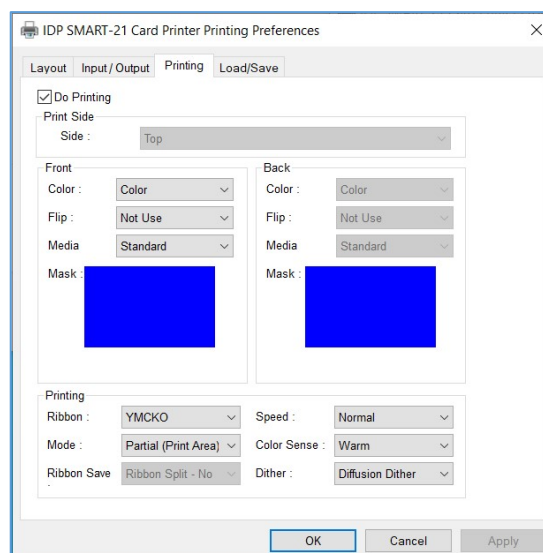 IDP SMART-21 Card Printer Printing Preferences
Layout Input / Output Printing Load/Save
Do Printing
Print Side
Side : Top
Front Back
Color : Color Color : Color
Flip : Not Use Flip : Not Use
Media Standard Media Standard
Mask : Mask :
Printing
Ribbon : YMCKO Speed : Normal
Mode : Partial (Print Area) Color Sense : Warm
Ribbon Save : Ribbon Split - No Dither : Diffusion Dither
OK Cancel Apply